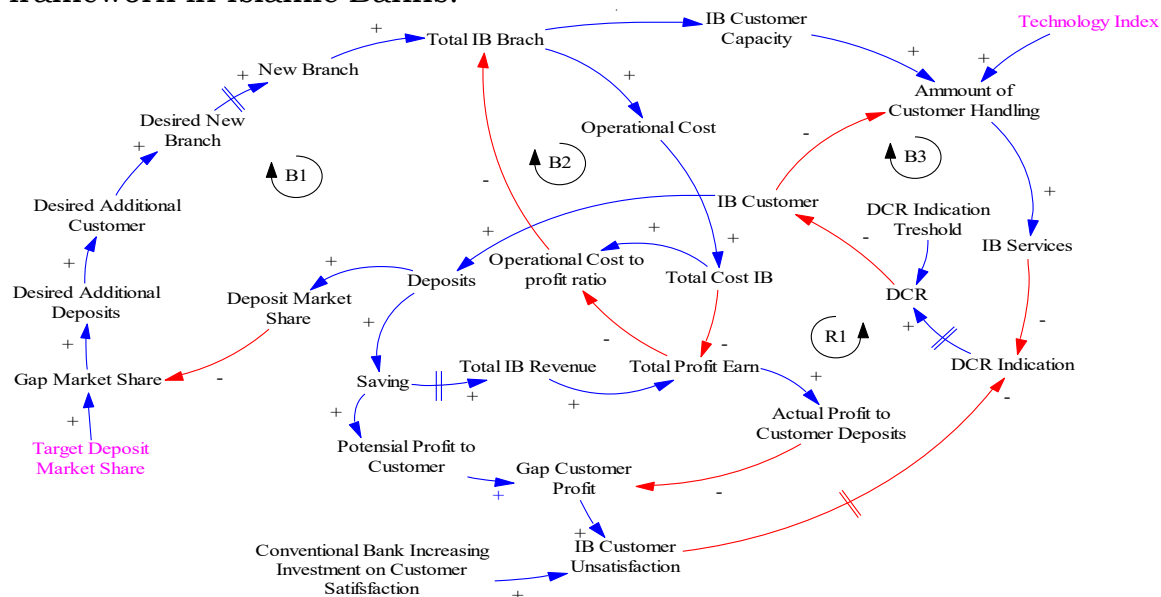 framework in Islamic Banks.
IB Customer
Capacity
Technology Index
Total IB Brach
New Branch
Ammount of
Customer Handling
Desired New
Branch
Operational Cost
B1
B2
B3
Desired Additional
Customer
IB Customer
DCR Indication
Treshold
IB Services
Operational Cost to
profit ratio
Total Cost IB
Deposits
DCR
Desired Additional
Deposits
Deposit Market
Share
R1
Gap Market Share
Saving
Total IB Revenue
Total Profit Earn
DCR Indication
Actual Profit to
Customer Deposits
Target Deposit
Market Share
Potensial Profit to
Customer
Gap Customer
Profit
Conventional Bank Increasing
Investment on Customer
Satifsfaction
IB Customer
Unsatisfaction